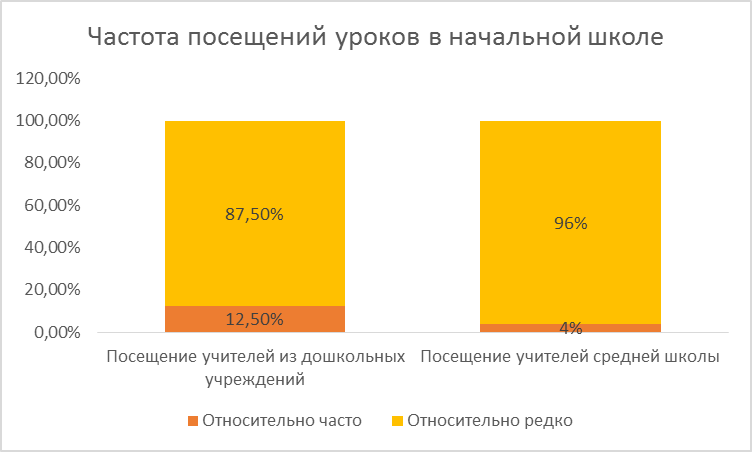 Частота посещений уроков в начальной школе
120,00%
100,00%
80,00%
60,00%
40,00%
20,00%
0,00%
87,50%
12,50%
96%
4%
Посещение учителей из дошкольных
учреждений
Посещение учителей средней школы
Относительно часто
Относительно редко